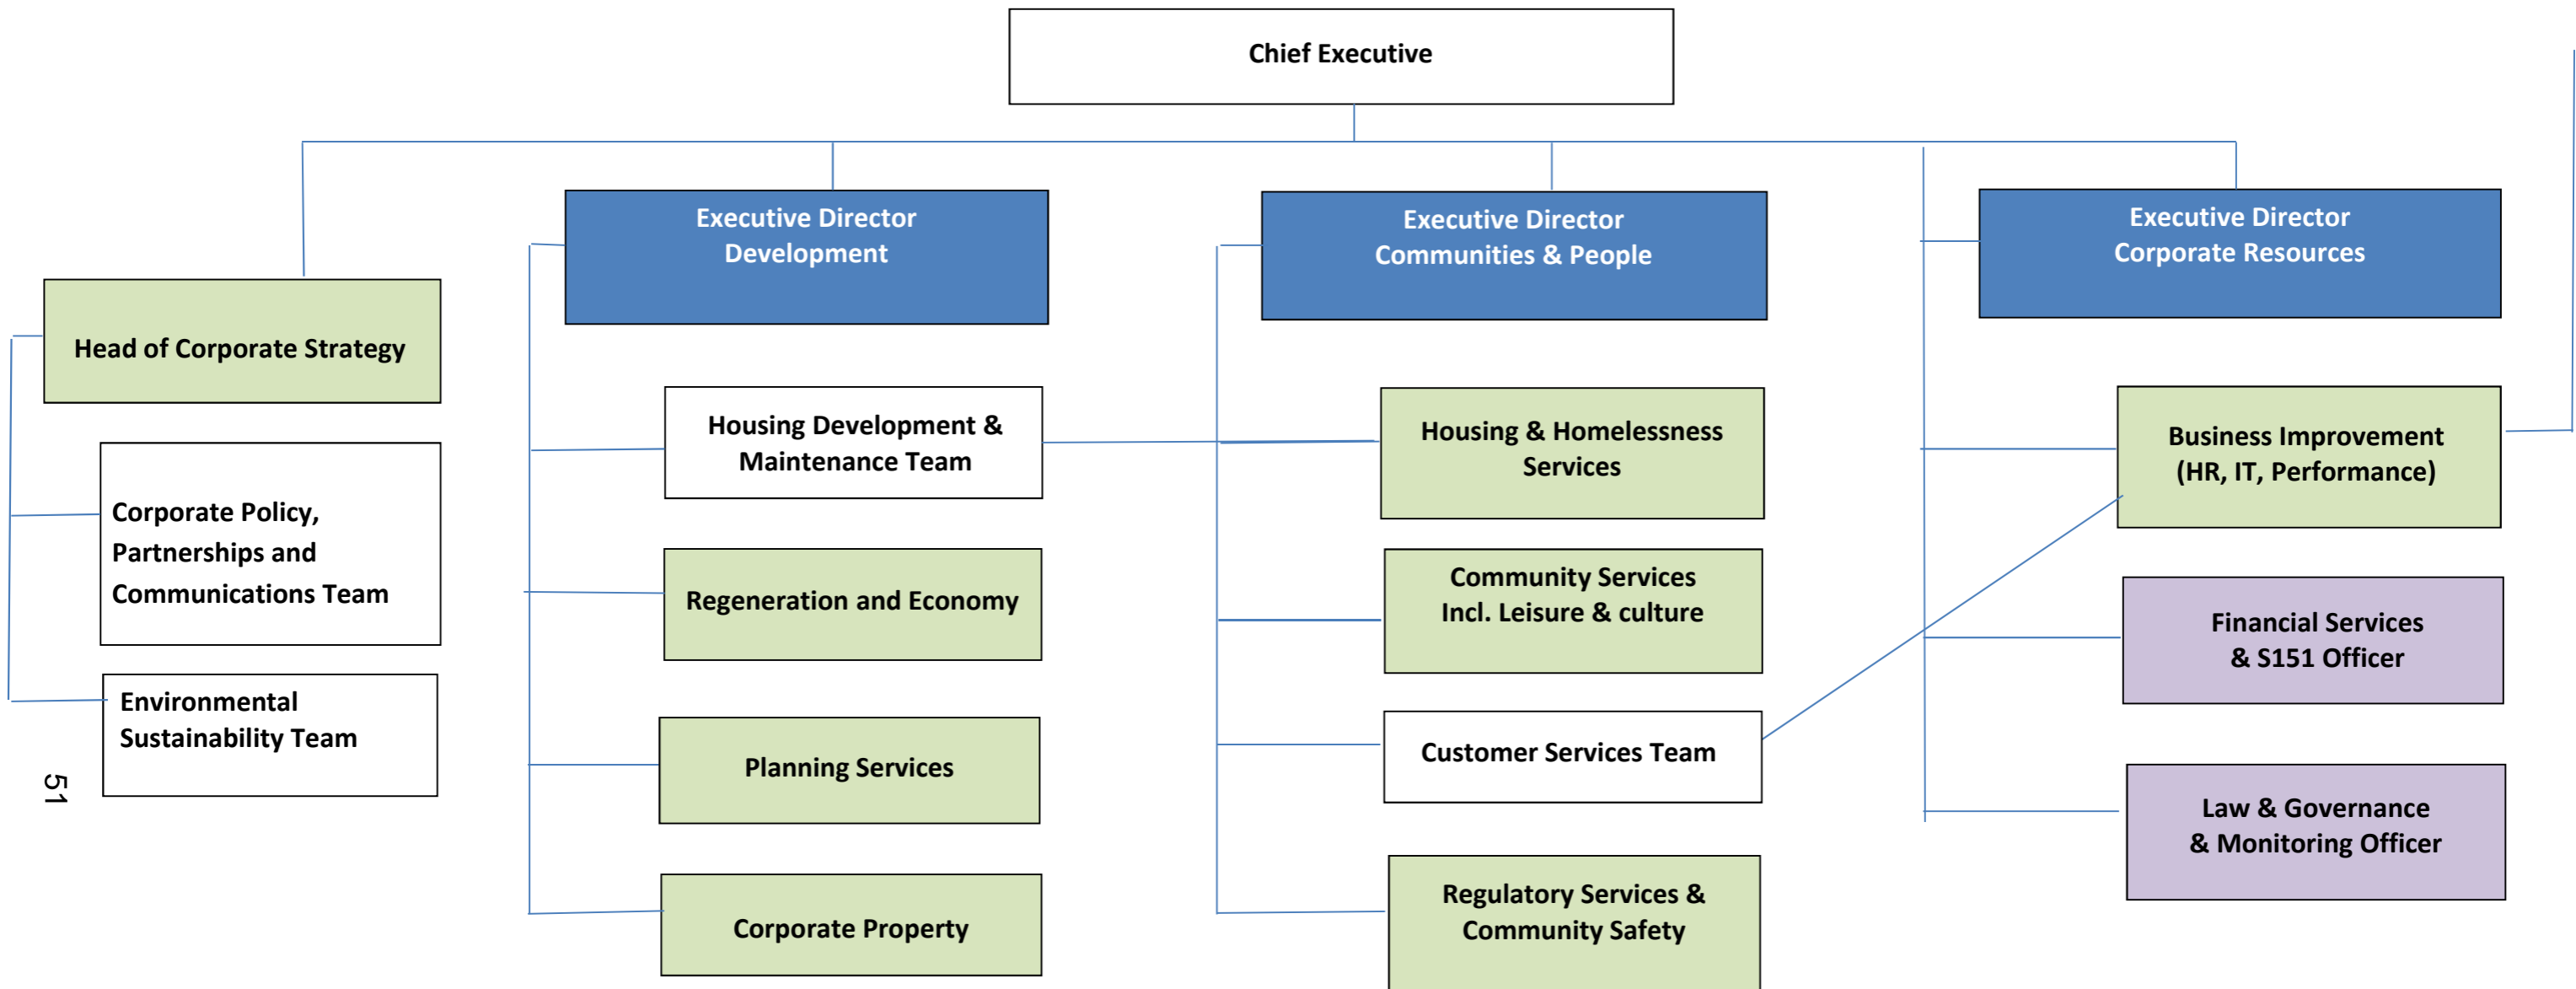 Chief Executive
Executive Director
Development
Executive Director
Communities & People
Executive Director
Corporate Resources
Head of Corporate Strategy
Corporate Policy,
Partnerships and
Communications Team
Environmental
Sustainability Team
Housing Development &
Maintenance Team
Regeneration and Economy
Planning Services
Corporate Property
Housing & Homelessness
Services
Community Services
Incl. Leisure & culture
Customer Services Team
Regulatory Services &
Community Safety
Business Improvement
(HR, IT, Performance)
Financial Services
& S151 Officer
Law & Governance
& Monitoring Officer
51